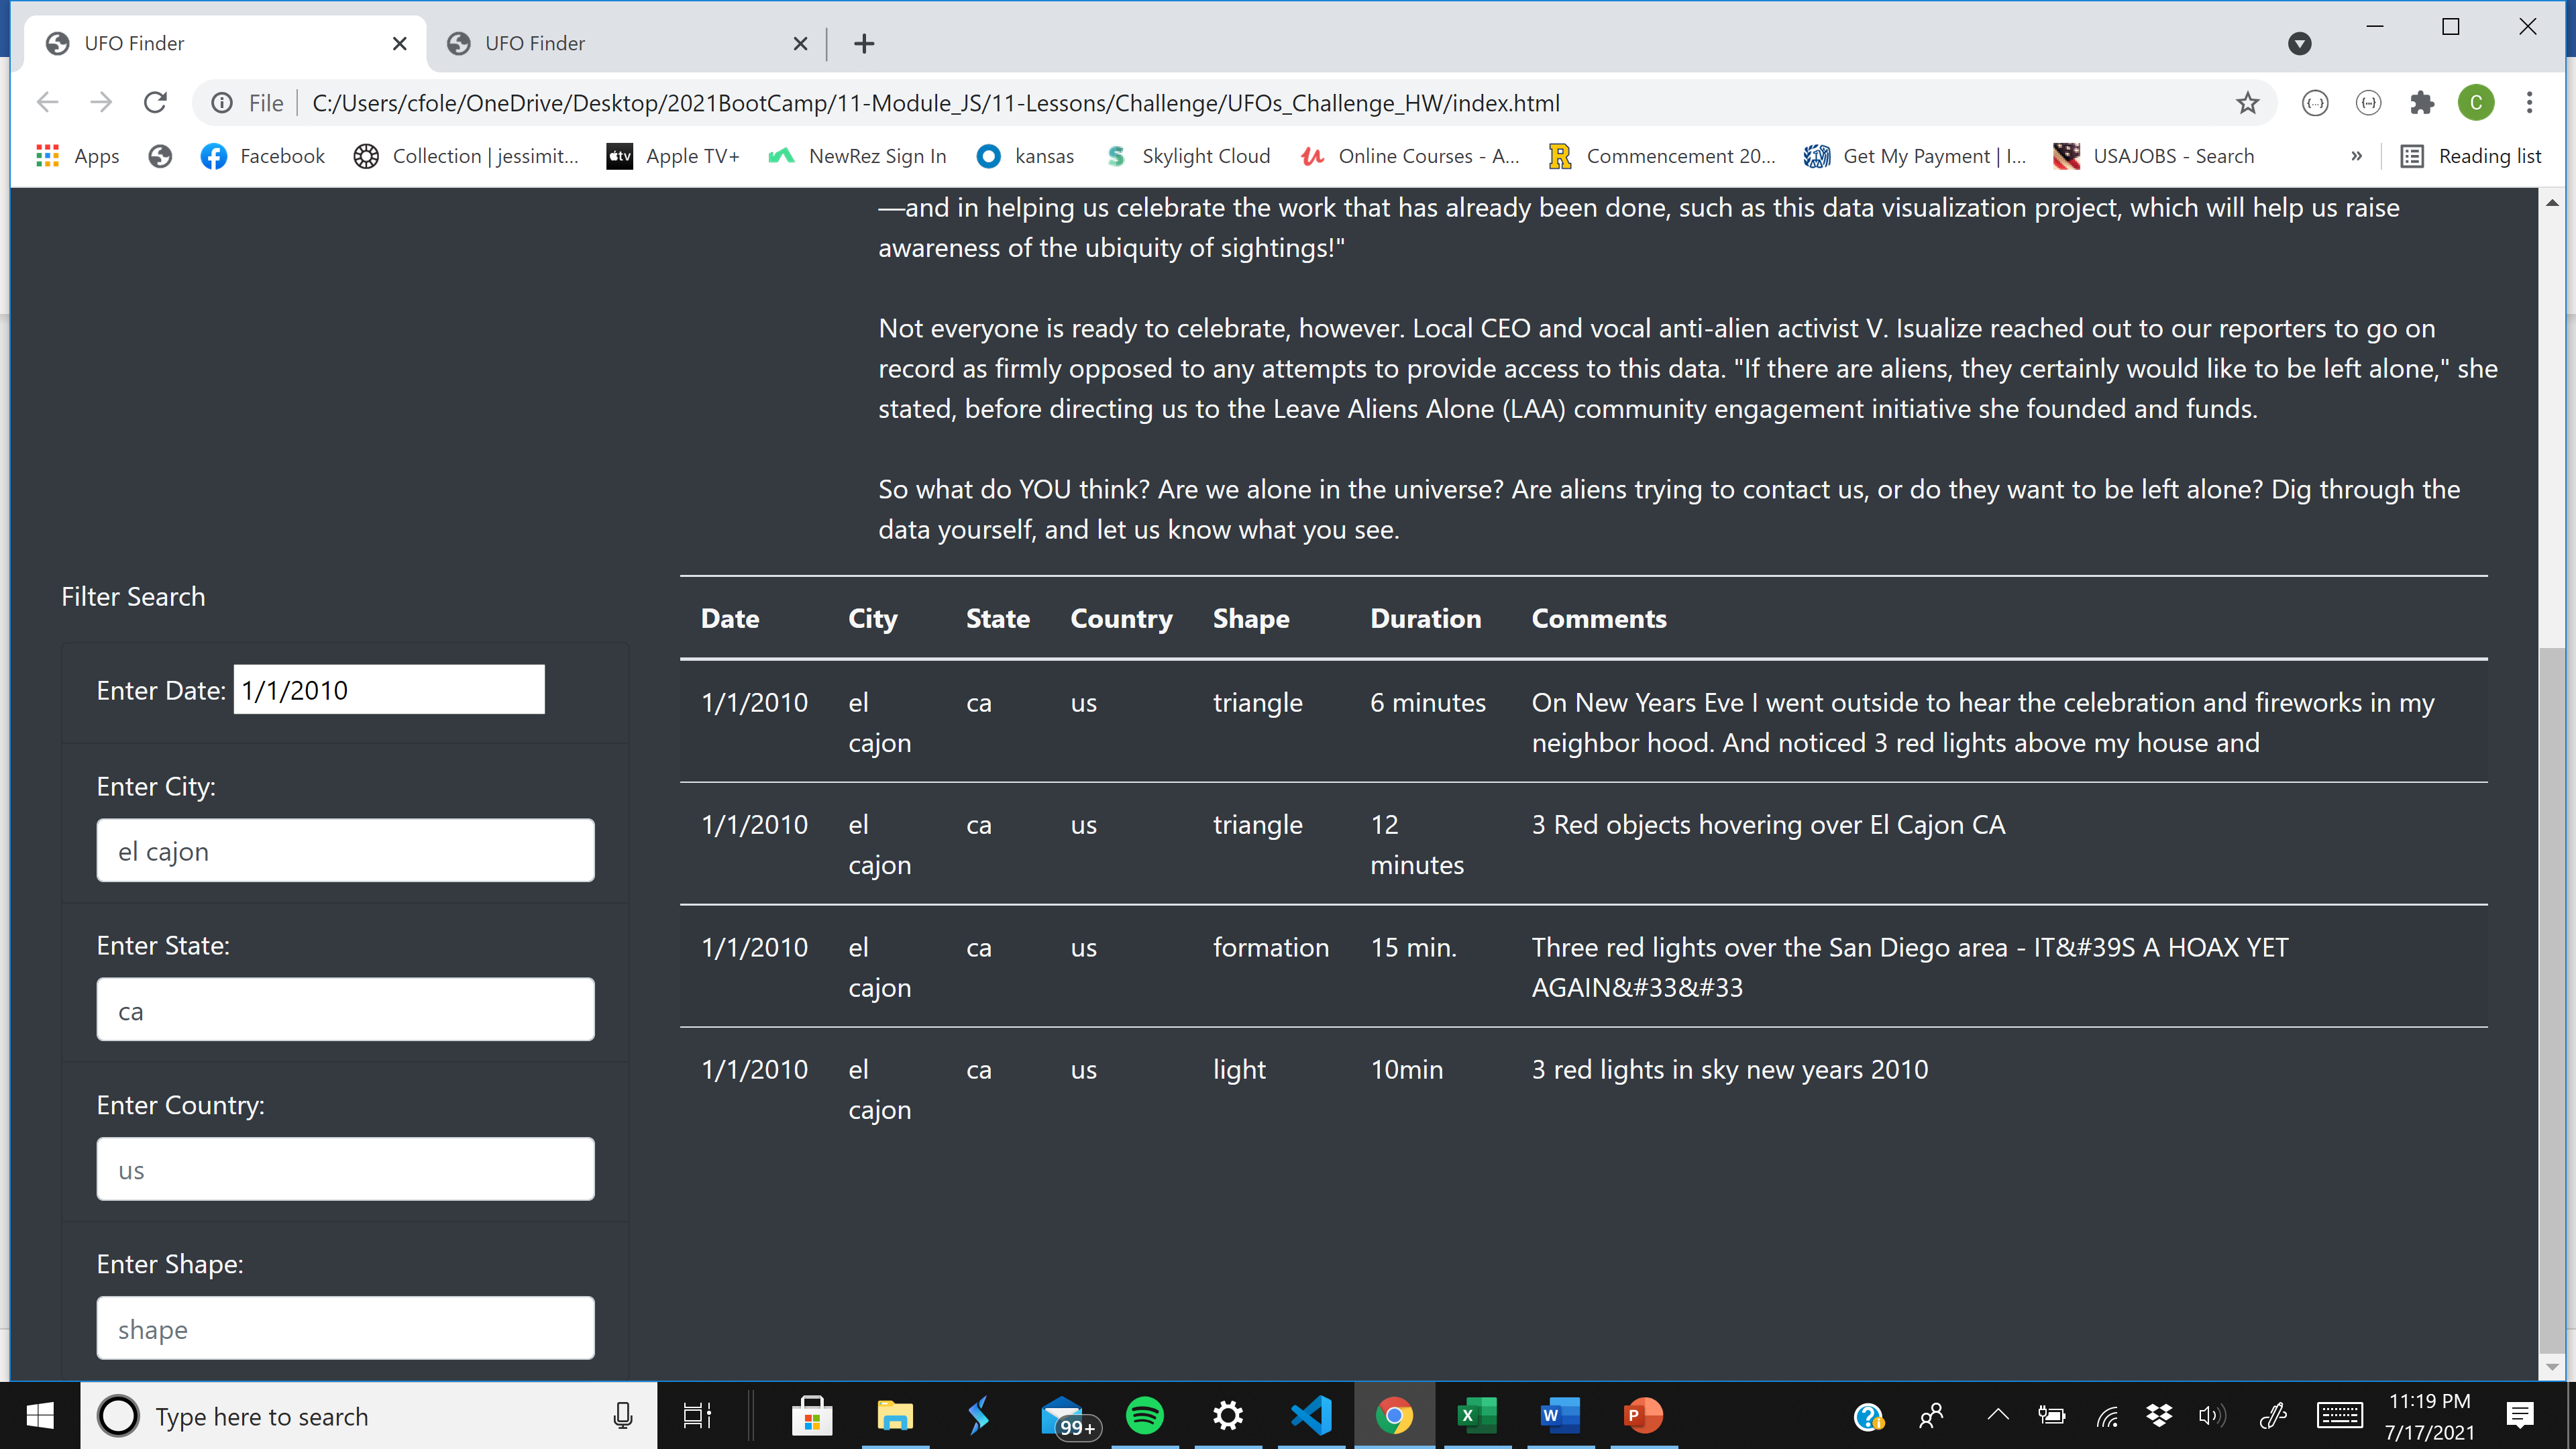 UFO Finder
UFO Finder
File
C:/Users/cfole/OneDrive/Desktop/2021BootCamp/11-Module_JS/11-Lessons/Challenge/UFOs_Challenge_HW/index.html
C
Apps
Facebook
Collection | jessimit...
tv
Apple TV+
NewRez Sign In
kansas
S
Skylight Cloud
Online Courses - A...
R
Commencement 20...
Get My Payment | I...
USAJOBS - Search
»
Reading list
—and in helping us celebrate the work that has already been done, such as this data visualization project, which will help us raise
awareness of the ubiquity of sightings!"
Not everyone is ready to celebrate, however. Local CEO and vocal anti-alien activist V. Isualize reached out to our reporters to go on
record as firmly opposed to any attempts to provide access to this data. "If there are aliens, they certainly would like to be left alone," she
stated, before directing us to the Leave Aliens Alone (LAA) community engagement initiative she founded and funds.
So what do YOU think? Are we alone in the universe? Are aliens trying to contact us, or do they want to be left alone? Dig through the
data yourself, and let us know what you see.
Filter Search
Enter Date: 1/1/2010
Enter City:
el cajon
Enter State:
ca
Enter Country:
us
Enter Shape:
shape
Date City State Country Shape Duration Comments
1/1/2010 el ca us triangle 6 minutes On New Years Eve I went outside to hear the celebration and fireworks in my
cajon neighbor hood. And noticed 3 red lights above my house and
1/1/2010 el ca us triangle 12 3 Red objects hovering over El Cajon CA
cajon minutes
1/1/2010 el ca us formation 15 min. Three red lights over the San Diego area - IT&#39S A HOAX YET
cajon AGAIN&#33&#33
1/1/2010 el ca us light 10min 3 red lights in sky new years 2010
cajon
Type here to search
99+
X
W
P
11:19 PM
7/17/2021